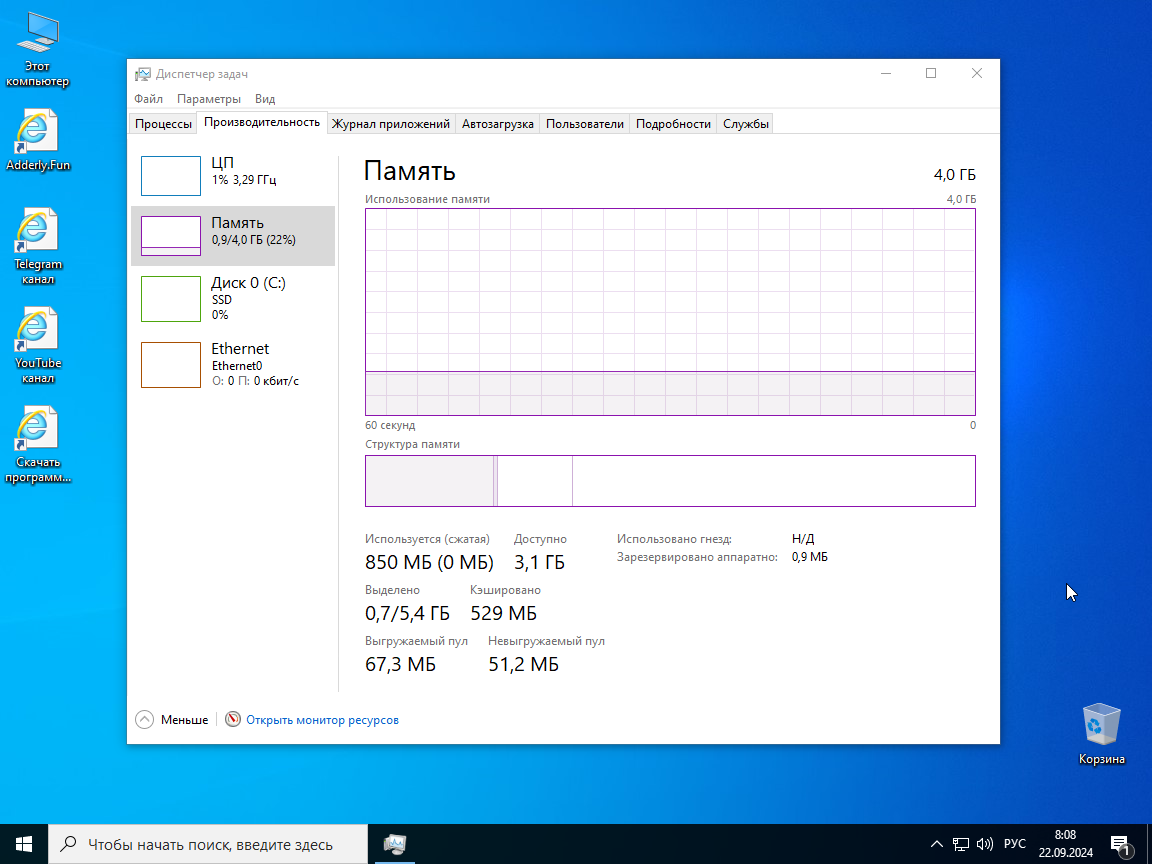 Этот
компьютер
Adderly.Fun
Telegram
канал
YouTube
канал
Скачать
программ...
Диспетчер задач
Файл Параметры Вид
Процессы Производительность Журнал приложений Автозагрузка Пользователи Подробности Службы
ЦП
1% 3,29 ГГц
Память
0,9/4,0 ГБ (22%)
Диск 0 (C:)
SSD
0%
Ethernet
Ethernet0
О: 0 П: 0 кбит/с
Память 4,0 ГБ
Использование памяти 4,0 ГБ
60 секунд 0
Структура памяти
Используется (сжатая) Доступно
850 МБ (0 МБ) 3,1 ГБ
Выделено Кэшировано
0,7/5,4 ГБ 529 МБ
Выгружаемый пул Невыгружаемый пул
67,3 МБ 51,2 МБ
Использовано гнезд: Н/Д
Зарезервировано аппаратно: 0,9 МБ
Меньше Открыть монитор ресурсов
Корзина
Чтобы начать поиск, введите здесь
РУС
8:08
22.09.2024
1